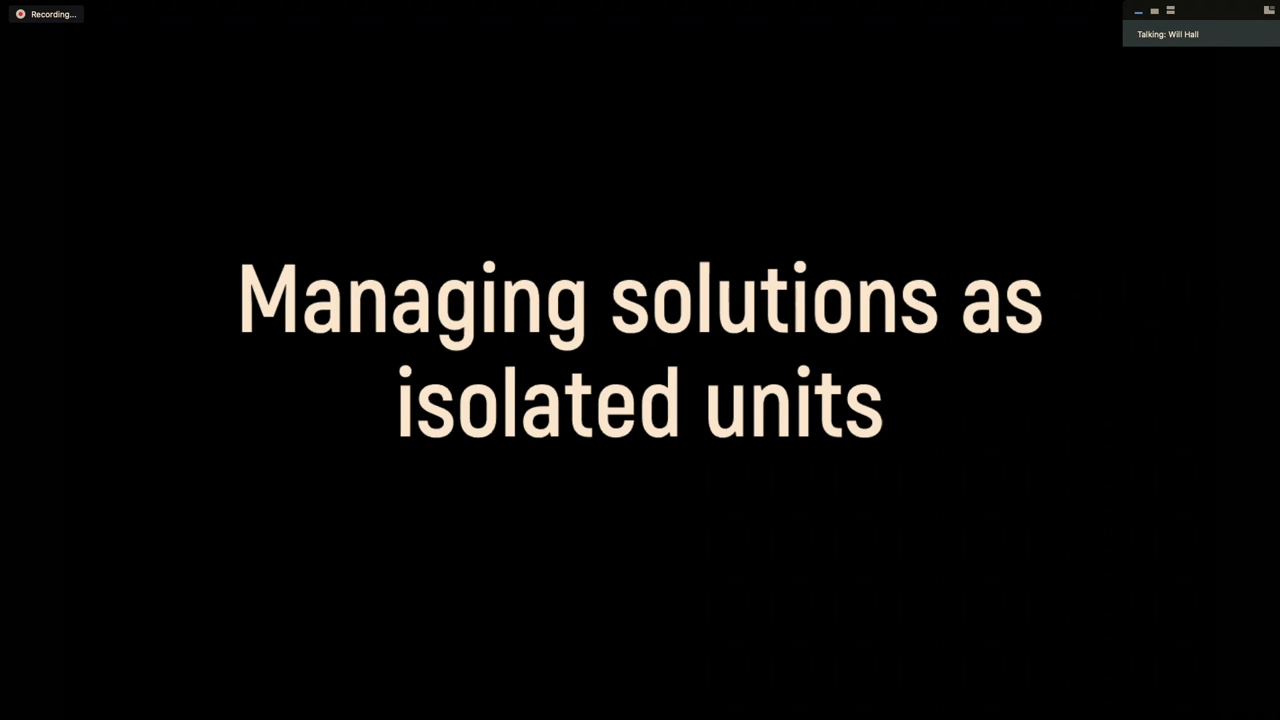 Recording...
Talking: Will Hall
Managing solutions as
isolated units